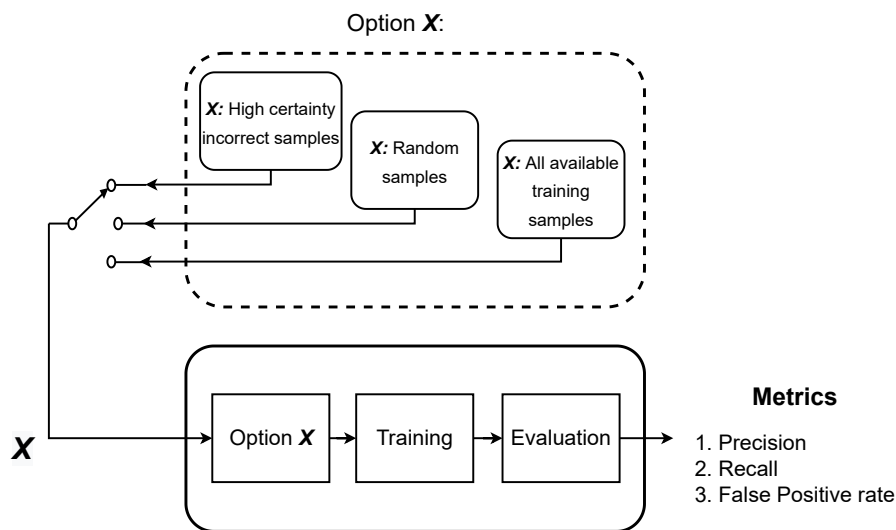 Option X:
X: High certainty
incorrect samples
X: Random
samples
X: All available
training
samples
X
Option X
Training
Evaluation
Metrics
1. Precision
2. Recall
3. False Positive rate